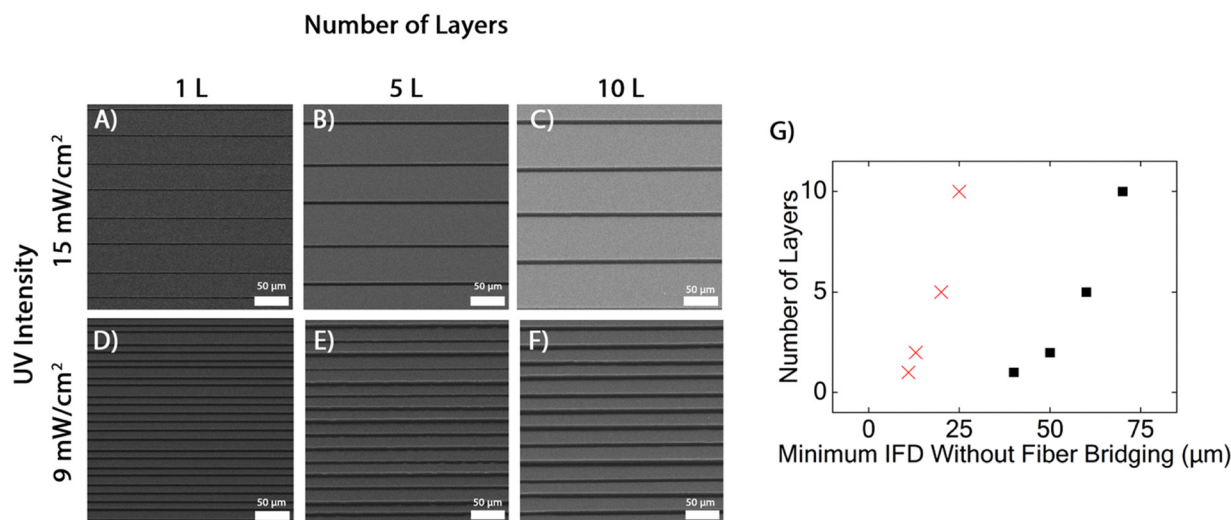 Number of Layers
1 L
5 L
10 L
UV Intensity
15 mW/cm²
9 mW/cm²
A)
50 µm
B)
50 µm
C)
50 µm
D)
50 µm
E)
50 µm
F)
50 µm
G)
Number of Layers
10
5
0
0 25 50 75
Minimum IFD Without Fiber Bridging (µm)